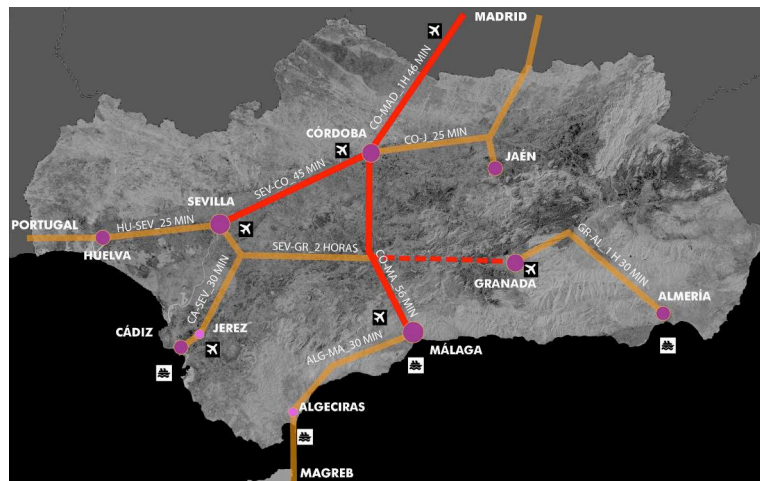 MADRID
CO-MAD_1H 46 MIN
CÓRDOBA
CO-J_25 MIN
JAÉN
SEV-CO_45 MIN
SEVILLA
PORTUGAL
HU-SEV_25 MIN
HUELVA
SEV-GR_2 HORAS
GR-AL_1 H 30 MIN
CO-MA_56 MIN
GRANADA
CA-SEV_30 MIN
ALMERÍA
CÁDIZ
JEREZ
ALG-MA_30 MIN
MÁLAGA
ALGECIRAS
MAGREB